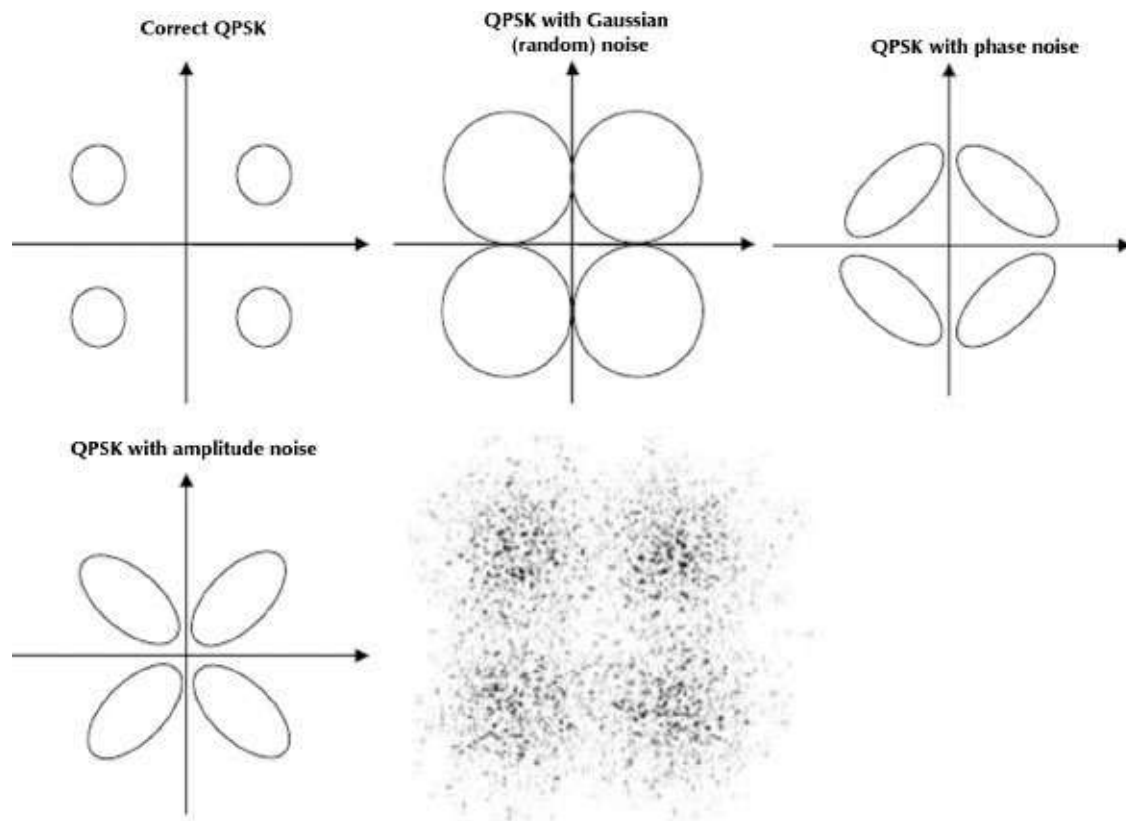 Correct QPSK
QPSK with Gaussian
(random) noise
QPSK with phase noise
QPSK with amplitude noise